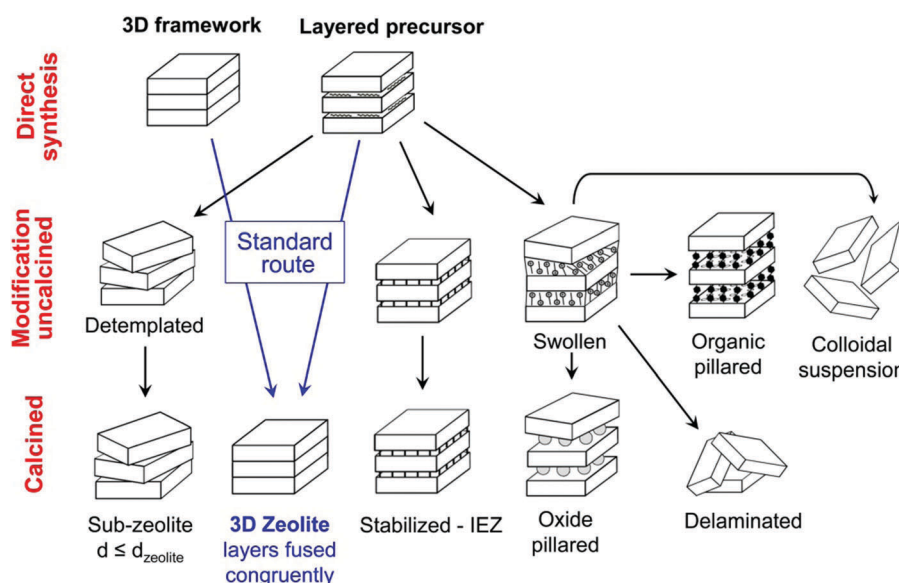 3D framework
Layered precursor
Direct
synthesis
Standard
route
Modification
uncalcined
Detemplated
Swollen
Organic
pillared
Colloidal
suspension
Calcined
Sub-zeolite
d ≤ dzeolite
3D Zeolite
layers fused
congruently
Stabilized - IEZ
Oxide
pillared
Delaminated